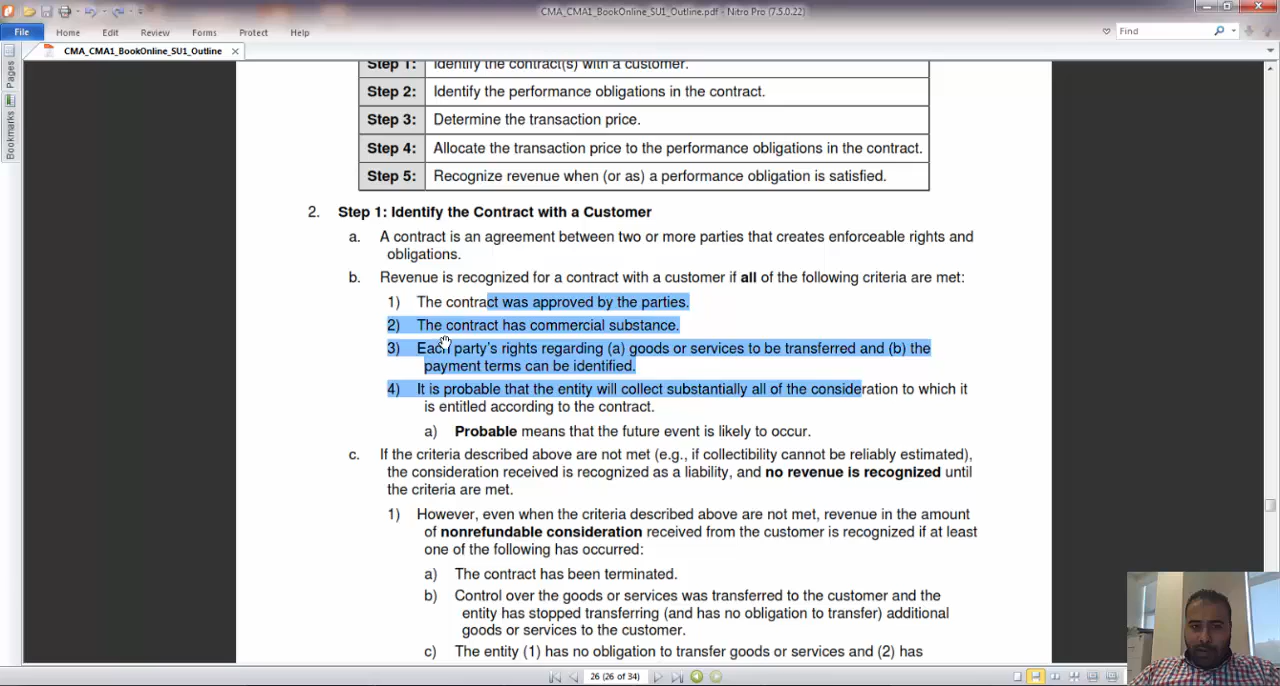 CMA_CMA1_BookOnline_SU1_Outline.pdf - Nitro Pro (7.5.0.22)
File Home Edit Review Forms Protect Help
Find
CMA_CMA1_BookOnline_SU1_Outline
Pages
Bookmarks
Step 1: Identify the contract(s) with a customer.
Step 2: Identify the performance obligations in the contract.
Step 3: Determine the transaction price.
Step 4: Allocate the transaction price to the performance obligations in the contract.
Step 5: Recognize revenue when (or as) a performance obligation is satisfied.
2. Step 1: Identify the Contract with a Customer
a. A contract is an agreement between two or more parties that creates enforceable rights and
obligations.
b. Revenue is recognized for a contract with a customer if all of the following criteria are met:
1) The contract was approved by the parties.
2) The contract has commercial substance.
3) Each party's rights regarding (a) goods or services to be transferred and (b) the
payment terms can be identified.
4) It is probable that the entity will collect substantially all of the consideration to which it
is entitled according to the contract.
a) Probable means that the future event is likely to occur.
c. If the criteria described above are not met (e.g., if collectibility cannot be reliably estimated),
the consideration received is recognized as a liability, and no revenue is recognized until
the criteria are met.
1) However, even when the criteria described above are not met, revenue in the amount
of nonrefundable consideration received from the customer is recognized if at least
one of the following has occurred:
a) The contract has been terminated.
b) Control over the goods or services was transferred to the customer and the
entity has stopped transferring (and has no obligation to transfer) additional
goods or services to the customer.
c) The entity (1) has no obligation to transfer goods or services and (2) has
26 (26 of 34)